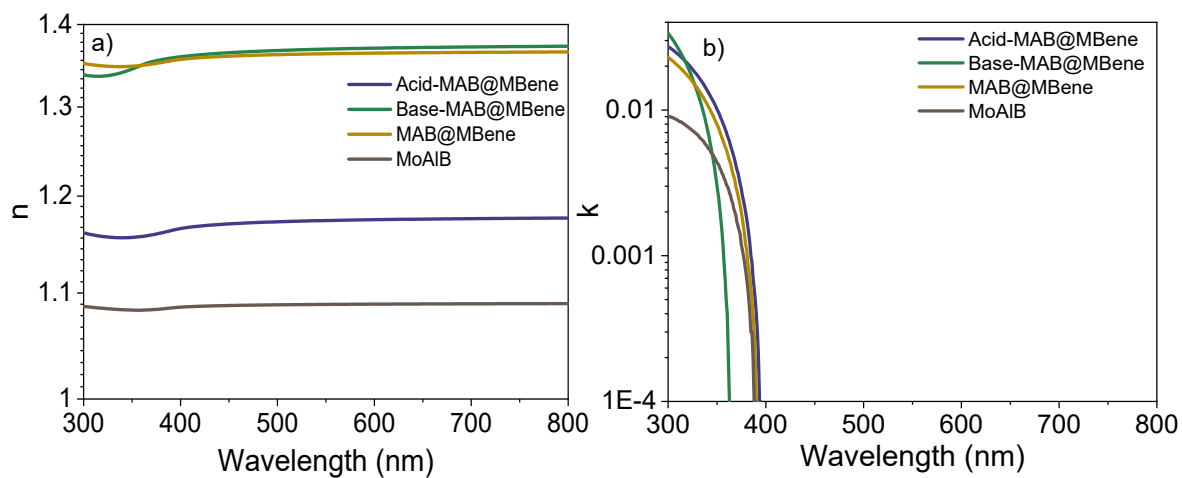 a)
1.4
1.3
1.2
1.1
1
n
300 400 500 600 700 800
Wavelength (nm)
Acid-MAB@MBene
Base-MAB@MBene
MAB@MBene
MoAlB
b)
0.01
0.001
1E-4
k
300 400 500 600 700 800
Wavelength (nm)
Acid-MAB@MBene
Base-MAB@MBene
MAB@MBene
MoAlB